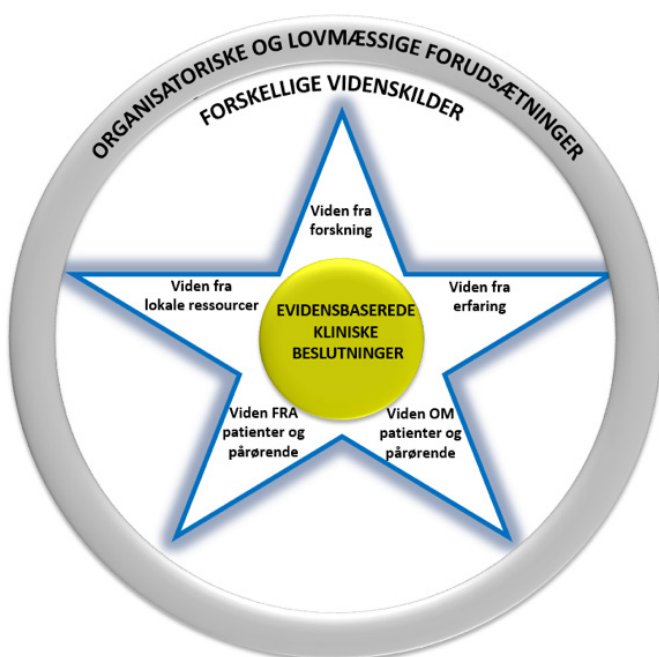 ORGANISATORISKE OG LOVMÆSSIGE FORUDSÆTNINGER
FORSKELLIGE VIDENSKILDER
Viden fra
forskning
Viden fra
lokale ressourcer
Viden fra
erfaring
EVIDENSBASEREDE
KLINISKE
BESLUTNINGER
Viden FRA
patienter og
pårørende
Viden OM
patienter og
pårørende